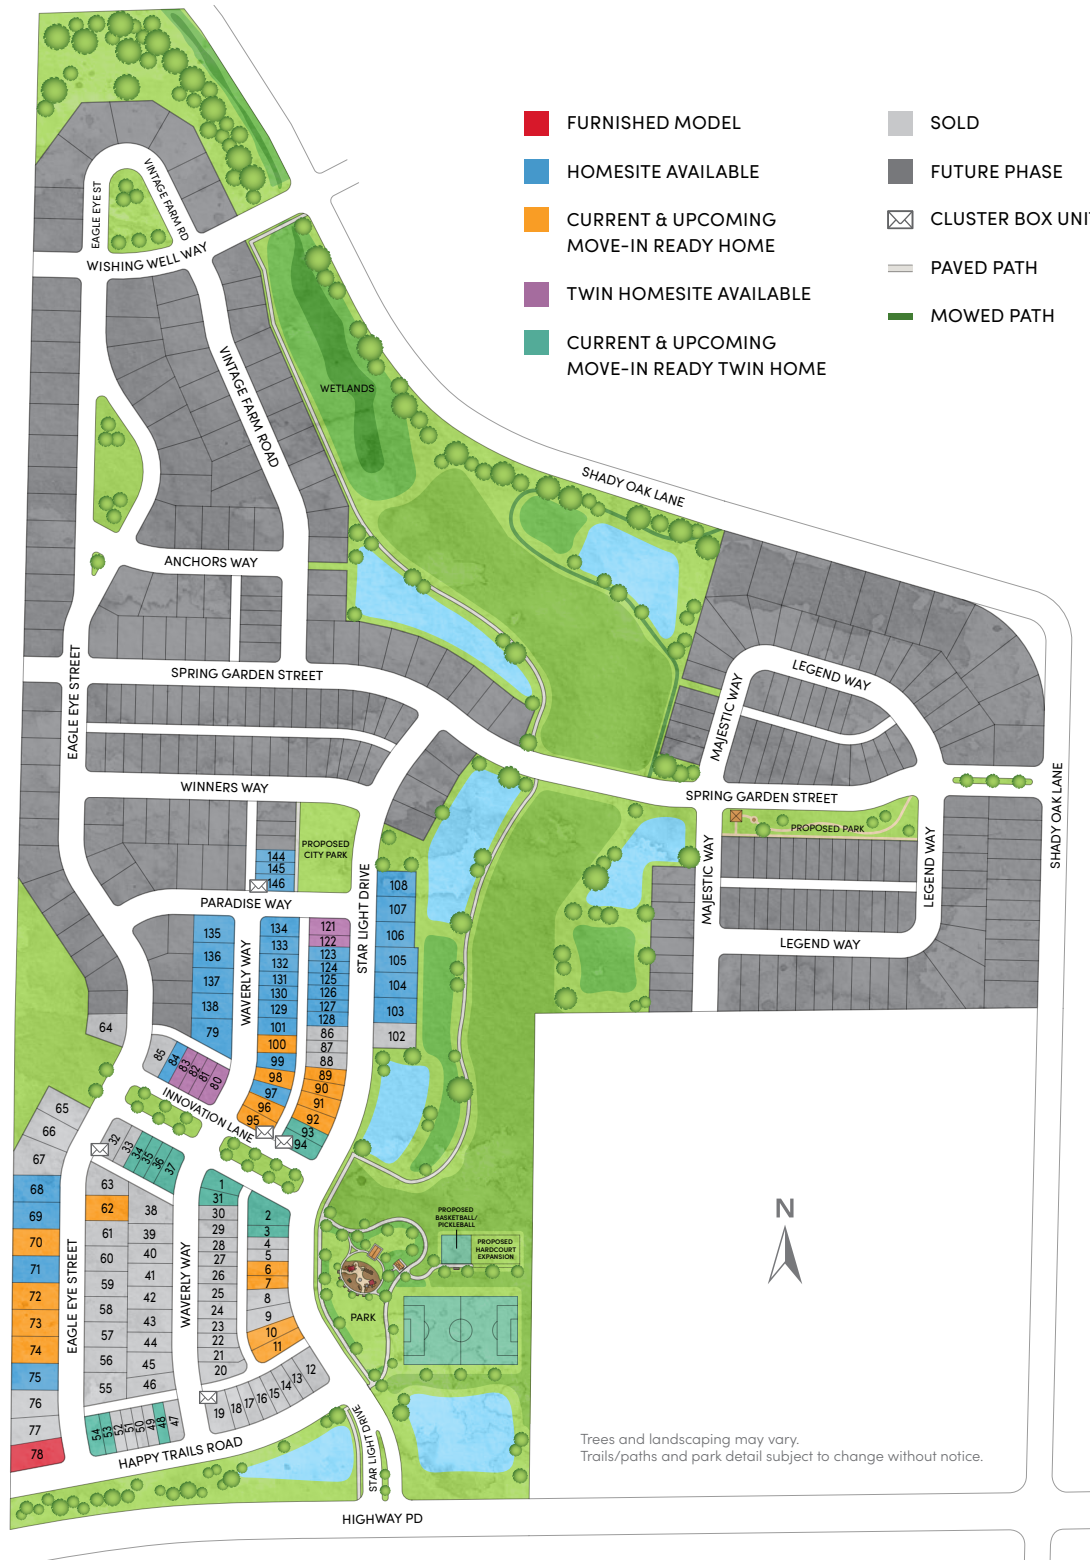 FURNISHED MODEL
HOMESITE AVAILABLE
CURRENT & UPCOMING
MOVE-IN READY HOME
TWIN HOMESITE AVAILABLE
CURRENT & UPCOMING
MOVE-IN READY TWIN HOME
SOLD
FUTURE PHASE
CLUSTER BOX UNI
PAVED PATH
MOWED PATH
EAGLE EYE ST
VINTAGE FARM RD
WISHING WELL WAY
VINTAGE FARM ROAD
WETLANDS
SHADY OAK LANE
ANCHORS WAY
EAGLE EYE STREET
SPRING GARDEN STREET
MAJESTIC WAY
LEGEND WAY
WINNERS WAY
SPRING GARDEN STREET
SHADY OAK LANE
PROPOSED
CITY PARK
PROPOSED PARK
MAJESTIC WAY
LEGEND WAY
LEGEND WAY
144
145
146
PARADISE WAY
STAR LIGHT DRIVE
108
107
106
105
104
103
102
WAVERLY WAY
135
136
137
138
79
134
133
132
131
130
129
101
100
99
98
97
96
95
121
122
123
124
125
126
127
128
86
87
88
89
90
91
92
93
94
64
85
84
83
82
81
80
INNOVATION LANE
65
66
67
68
69
70
71
72
73
74
75
76
77
78
32
33
34
35
36
37
EAGLE EYE STREET
63
62
61
60
59
58
57
56
55
38
39
40
41
42
43
44
45
46
WAVERLY WAY
1
31
30
29
28
27
26
25
24
23
22
21
20
2
3
4
5
6
7
8
9
10
11
19
18
17
16
15
14
13
12
54
53
52
51
50
49
48
47
HAPPY TRAILS ROAD
PROPOSED
BASKETBALL/
PICKLEBALL
PROPOSED
HARDCOURT
EXPANSION
PARK
STAR LIGHT DRIVE
HIGHWAY PD
N
Trees and landscaping may vary.
Trails/paths and park detail subject to change without notice.